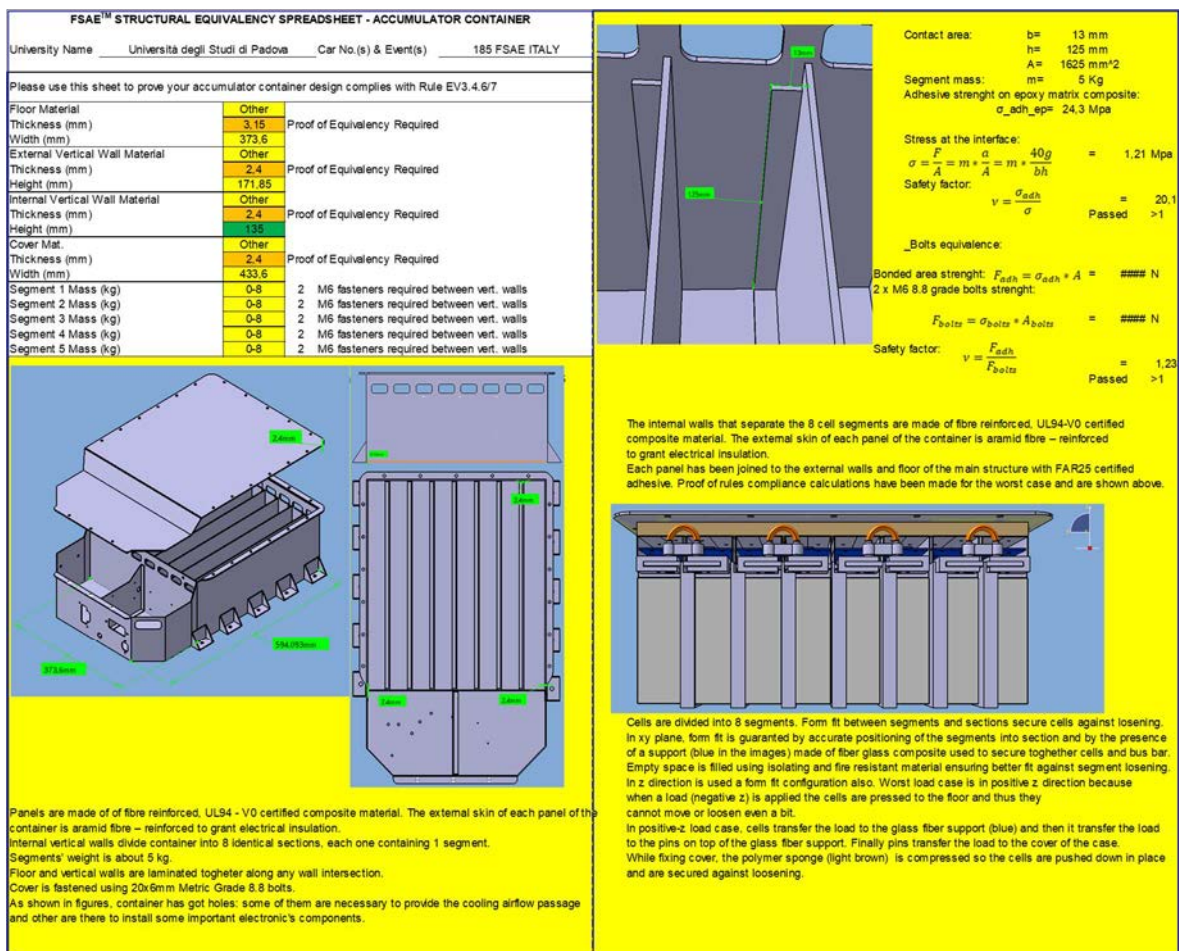 FSAE™ STRUCTURAL EQUIVALENCY SPREADSHEET - ACCUMULATOR CONTAINER
University Name Università degli Studi di Padova Car No.(s) & Event(s) 185 FSAE ITALY
Please use this sheet to prove your accumulator container design complies with Rule EV3.4.6/7
Floor Material Other
Thickness (mm) 3,15 Proof of Equivalency Required
Width (mm) 373,6
External Vertical Wall Material Other
Thickness (mm) 2,4 Proof of Equivalency Required
Height (mm) 171,85
Internal Vertical Wall Material Other
Thickness (mm) 2,4 Proof of Equivalency Required
Height (mm) 135
Cover Mat. Other
Thickness (mm) 2,4 Proof of Equivalency Required
Width (mm) 433,6
Segment 1 Mass (kg) 0-8 2 M6 fasteners required between vert. walls
Segment 2 Mass (kg) 0-8 2 M6 fasteners required between vert. walls
Segment 3 Mass (kg) 0-8 2 M6 fasteners required between vert. walls
Segment 4 Mass (kg) 0-8 2 M6 fasteners required between vert. walls
Segment 5 Mass (kg) 0-8 2 M6 fasteners required between vert. walls
2,4mm
594,093mm
373,6mm
2,4mm
2,4mm
2,4mm
Panels are made of of fibre reinforced, UL94 - V0 certified composite material. The external skin of each panel of the
container is aramid fibre – reinforced to grant electrical insulation.
Internal vertical walls divide container into 8 identical sections, each one containing 1 segment.
Segments' weight is about 5 kg.
Floor and vertical walls are laminated togheter along any wall intersection.
Cover is fastened using 20x6mm Metric Grade 8.8 bolts.
As shown in figures, container has got holes: some of them are necessary to provide the cooling airflow passage
and other are there to install some important electronic's components.
13mm
125mm
Contact area: b= 13 mm
h= 125 mm
A= 1625 mm^2
Segment mass: m= 5 Kg
Adhesive strenght on epoxy matrix composite:
σ_adh_ep= 24,3 Mpa
Stress at the interface:
σ = F/A = m * a/A = m * 40g/bh = 1,21 Mpa
Safety factor:
ν = σ_adh/σ = 20,1
Passed >1
_Bolts equivalence:
Bonded area strenght: F_adh = σ_adh * A = #### N
2 x M6 8.8 grade bolts strenght:
F_bolts = σ_bolts * A_bolts = #### N
Safety factor: ν = F_adh/F_bolts = 1,23
Passed >1
The internal walls that separate the 8 cell segments are made of fibre reinforced, UL94-V0 certified
composite material. The external skin of each panel of the container is aramid fibre – reinforced
to grant electrical insulation.
Each panel has been joined to the external walls and floor of the main structure with FAR25 certified
adhesive. Proof of rules compliance calculations have been made for the worst case and are shown above.
Cells are divided into 8 segments. Form fit between segments and sections secure cells against losening.
In xy plane, form fit is guaranted by accurate positioning of the segments into section and by the presence
of a support (blue in the images) made of fiber glass composite used to secure toghether cells and bus bar.
Empty space is filled using isolating and fire resistant material ensuring better fit against segment losening.
In z direction is used a form fit configuration also. Worst load case is in positive z direction because
when a load (negative z) is applied the cells are pressed to the floor and thus they
cannot move or loosen even a bit.
In positive-z load case, cells transfer the load to the glass fiber support (blue) and then it transfer the load
to the pins on top of the glass fiber support. Finally pins transfer the load to the cover of the case.
While fixing cover, the polymer sponge (light brown) is compressed so the cells are pushed down in place
and are secured against loosening.